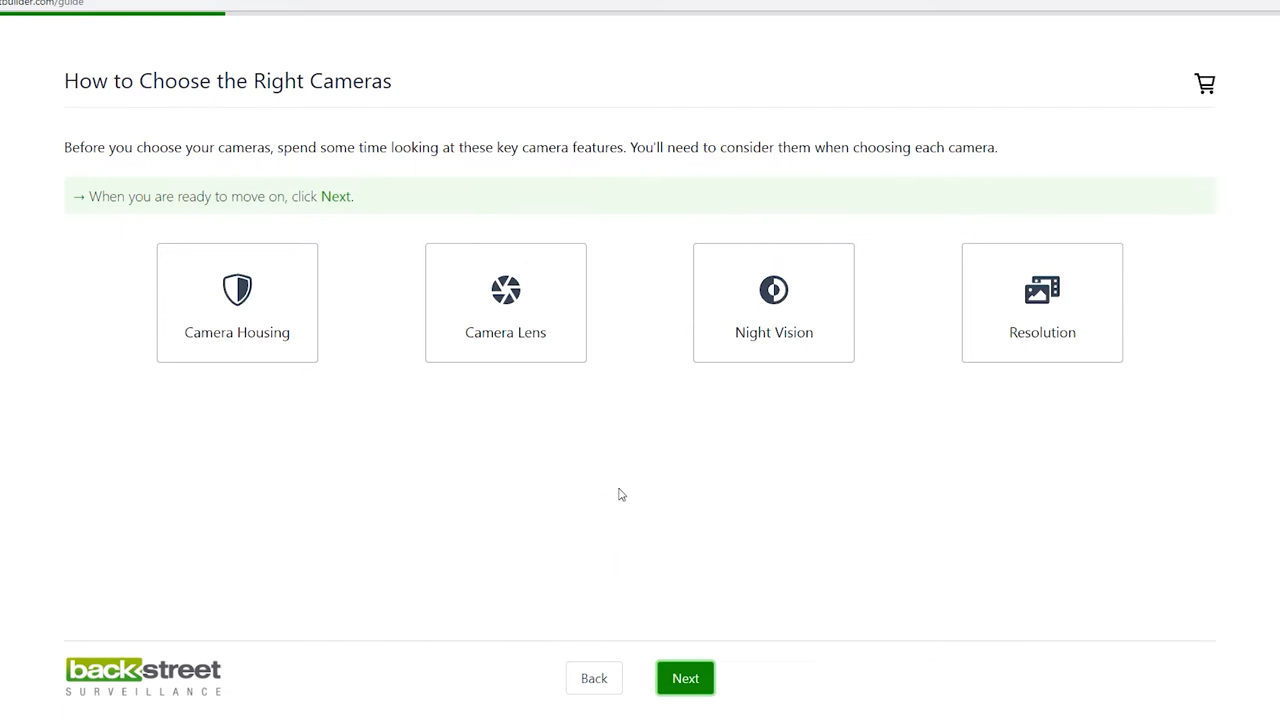 tbuilder.com/guide
How to Choose the Right Cameras
Before you choose your cameras, spend some time looking at these key camera features. You'll need to consider them when choosing each camera.
→ When you are ready to move on, click Next.
Camera Housing
Camera Lens
Night Vision
Resolution
backstreet
SURVEILLANCE
Back
Next